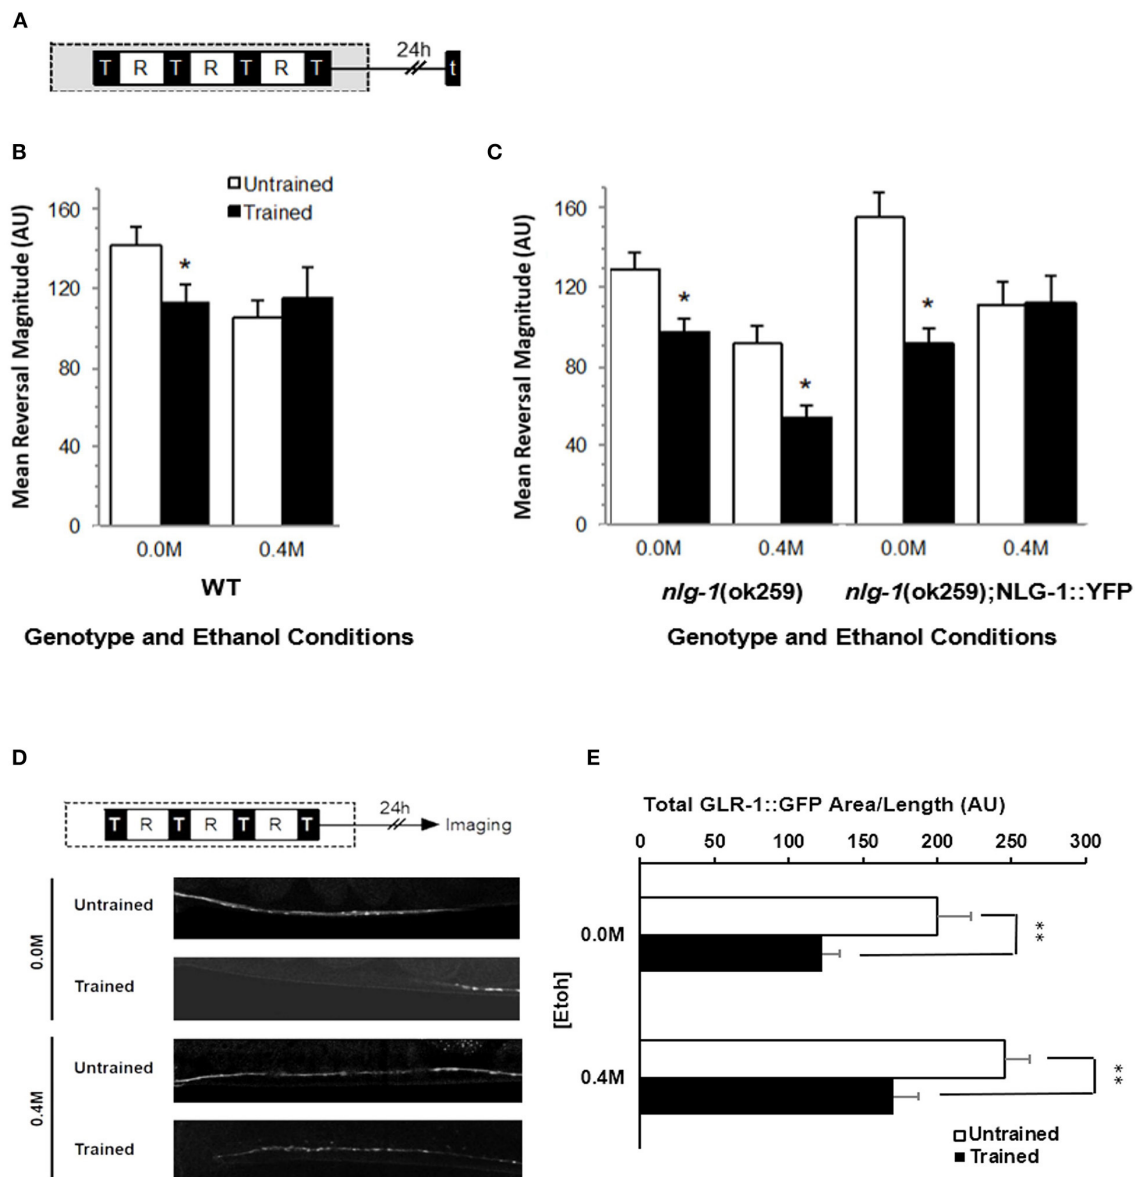 A
T R T R T R T 24h t
B
Untrained
Trained
Mean Reversal Magnitude (AU)
160
120
80
40
0
*
0.0M 0.4M
WT
Genotype and Ethanol Conditions
C
Mean Reversal Magnitude (AU)
160
120
80
40
0
* * *
0.0M 0.4M 0.0M 0.4M
nlg-1(ok259) nlg-1(ok259);NLG-1::YFP
Genotype and Ethanol Conditions
D
T R T R T R T 24h Imaging
0.0M
Untrained
Trained
0.4M
Untrained
Trained
E
Total GLR-1::GFP Area/Length (AU)
0 50 100 150 200 250 300
[Etoh]
0.0M
**
0.4M
**
Untrained
Trained